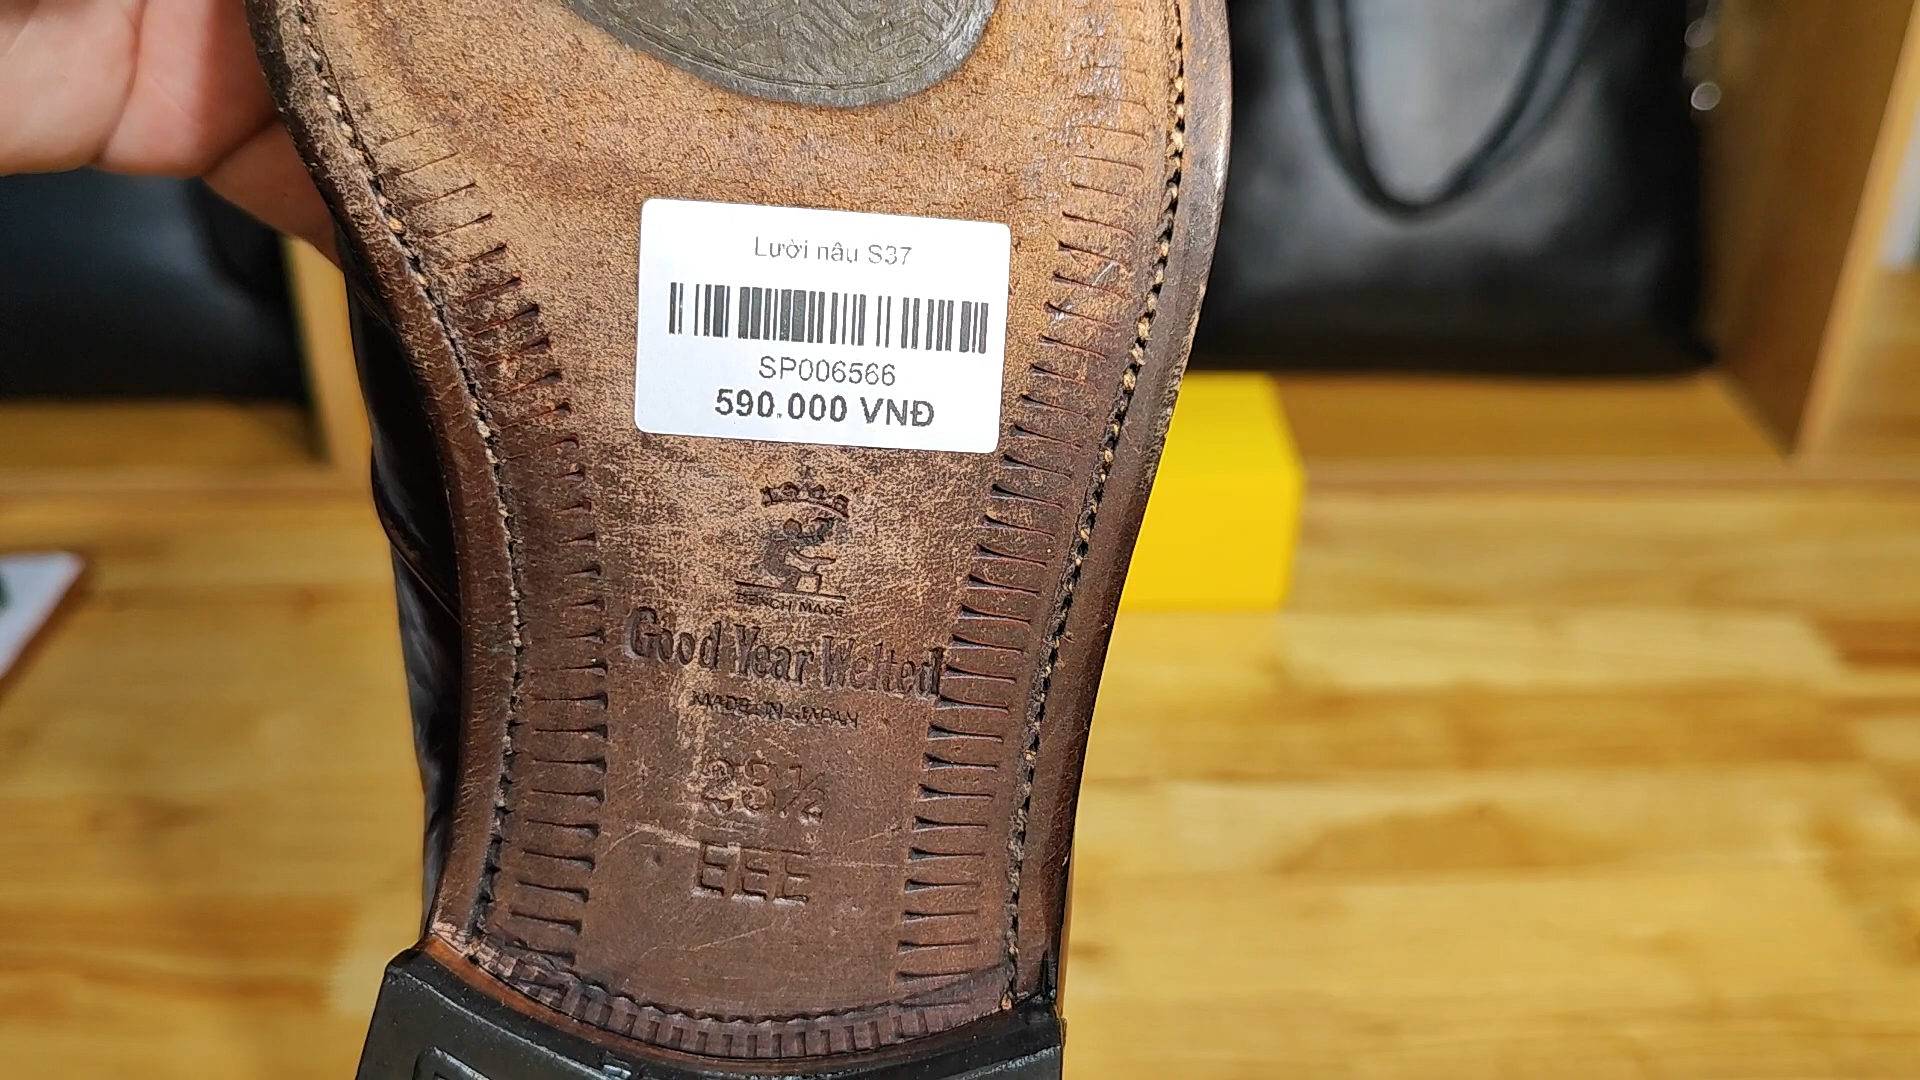 Lười nâu S37
SP006566
590.000 VNĐ
BENCH MADE
Good Year Welted
MADE IN JAPAN
23½
EEE